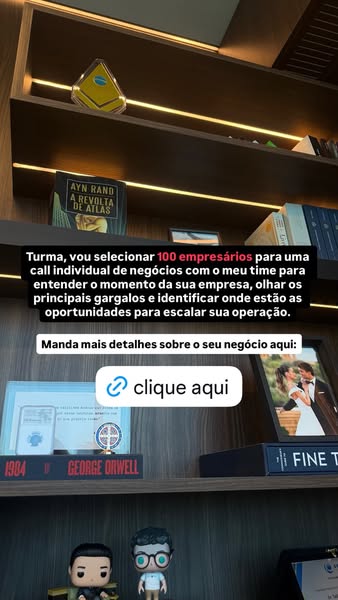 AYN RAND
A REVOLTA
DE ATLAS
Turma, vou selecionar 100 empresários para uma
call individual de negócios com o meu time para
entender o momento da sua empresa, olhar os
principais gargalos e identificar onde estão as
oportunidades para escalar sua operação.
Manda mais detalhes sobre o seu negócio aqui:
clique aqui
1984
GEORGE ORWELL
FINE T